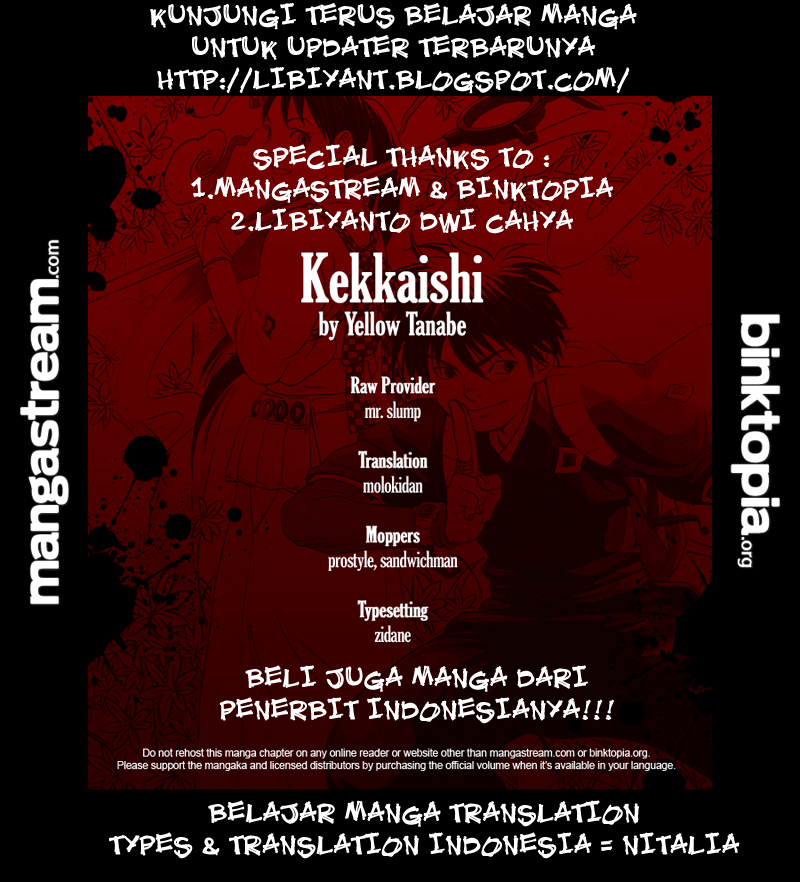 KUNJUNGI TERUS BELAJAR MANGA
UNTUK UPDATER TERBARUNYA
HTTP://LIBIYANT.BLOGSPOT.COM/
SPECIAL THANKS TO :
1.MANGASTREAM & BINKTOPIA
2.LIBIYANTO DWI CAHYA
Kekkaishi
by Yellow Tanabe
mangastream.com
binktopia.org
Raw Provider
mr. slump
Translation
molokidan
Moppers
prostyle, sandwichman
Typesetting
zidane
BELI JUGA MANGA DARI
PENERBIT INDONESIANYA!!!
Do not rehost this manga chapter on any online reader or website other than mangastream.com or binktopia.org.
Please support the mangaka and licensed distributors by purchasing the official volume when it's available in your language.
BELAJAR MANGA TRANSLATION
TYPES & TRANSLATION INDONESIA = NITALIA